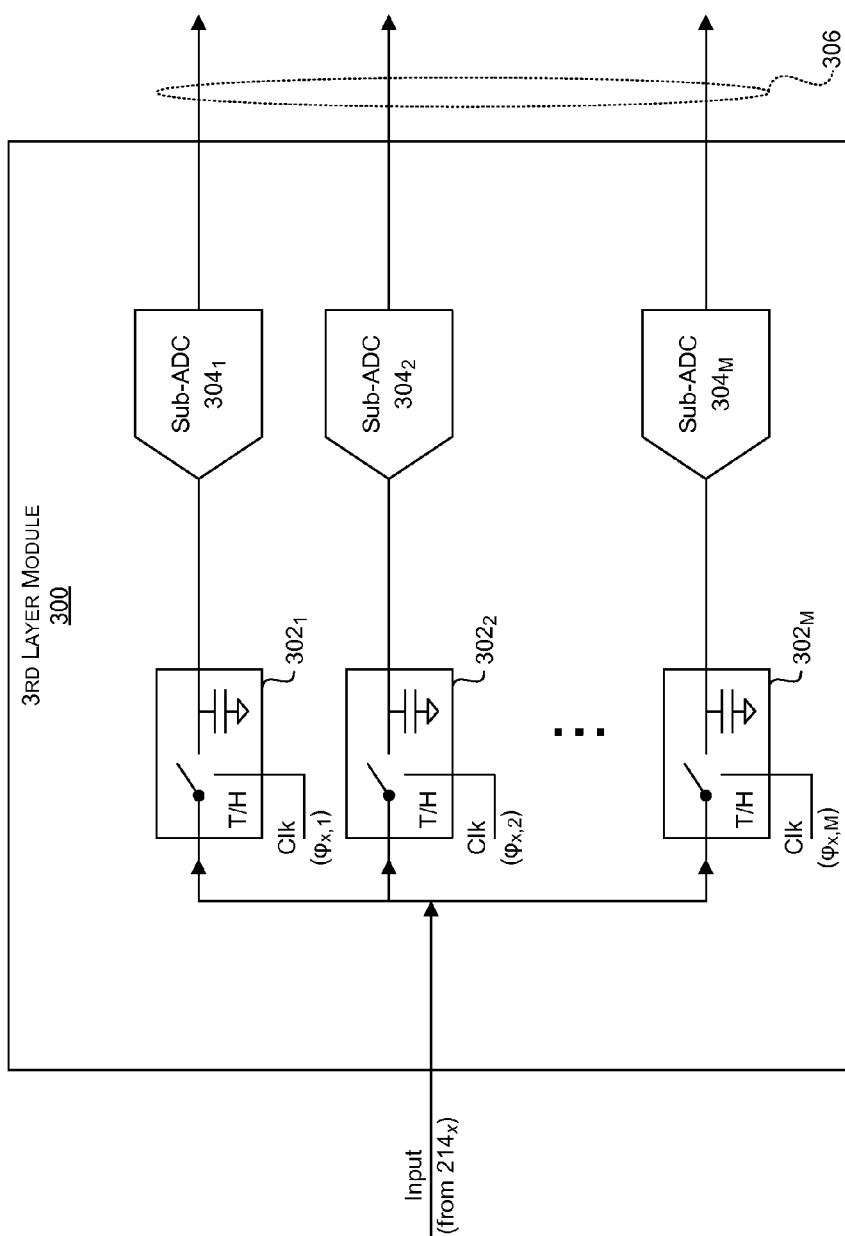 3RD LAYER MODULE
300
Input
(from 214ₓ)
T/H
Clk
(φx,1)
302₁
Sub-ADC
304₁
T/H
Clk
(φx,2)
302₂
Sub-ADC
304₂
...
T/H
Clk
(φx,M)
302M
Sub-ADC
304M
306